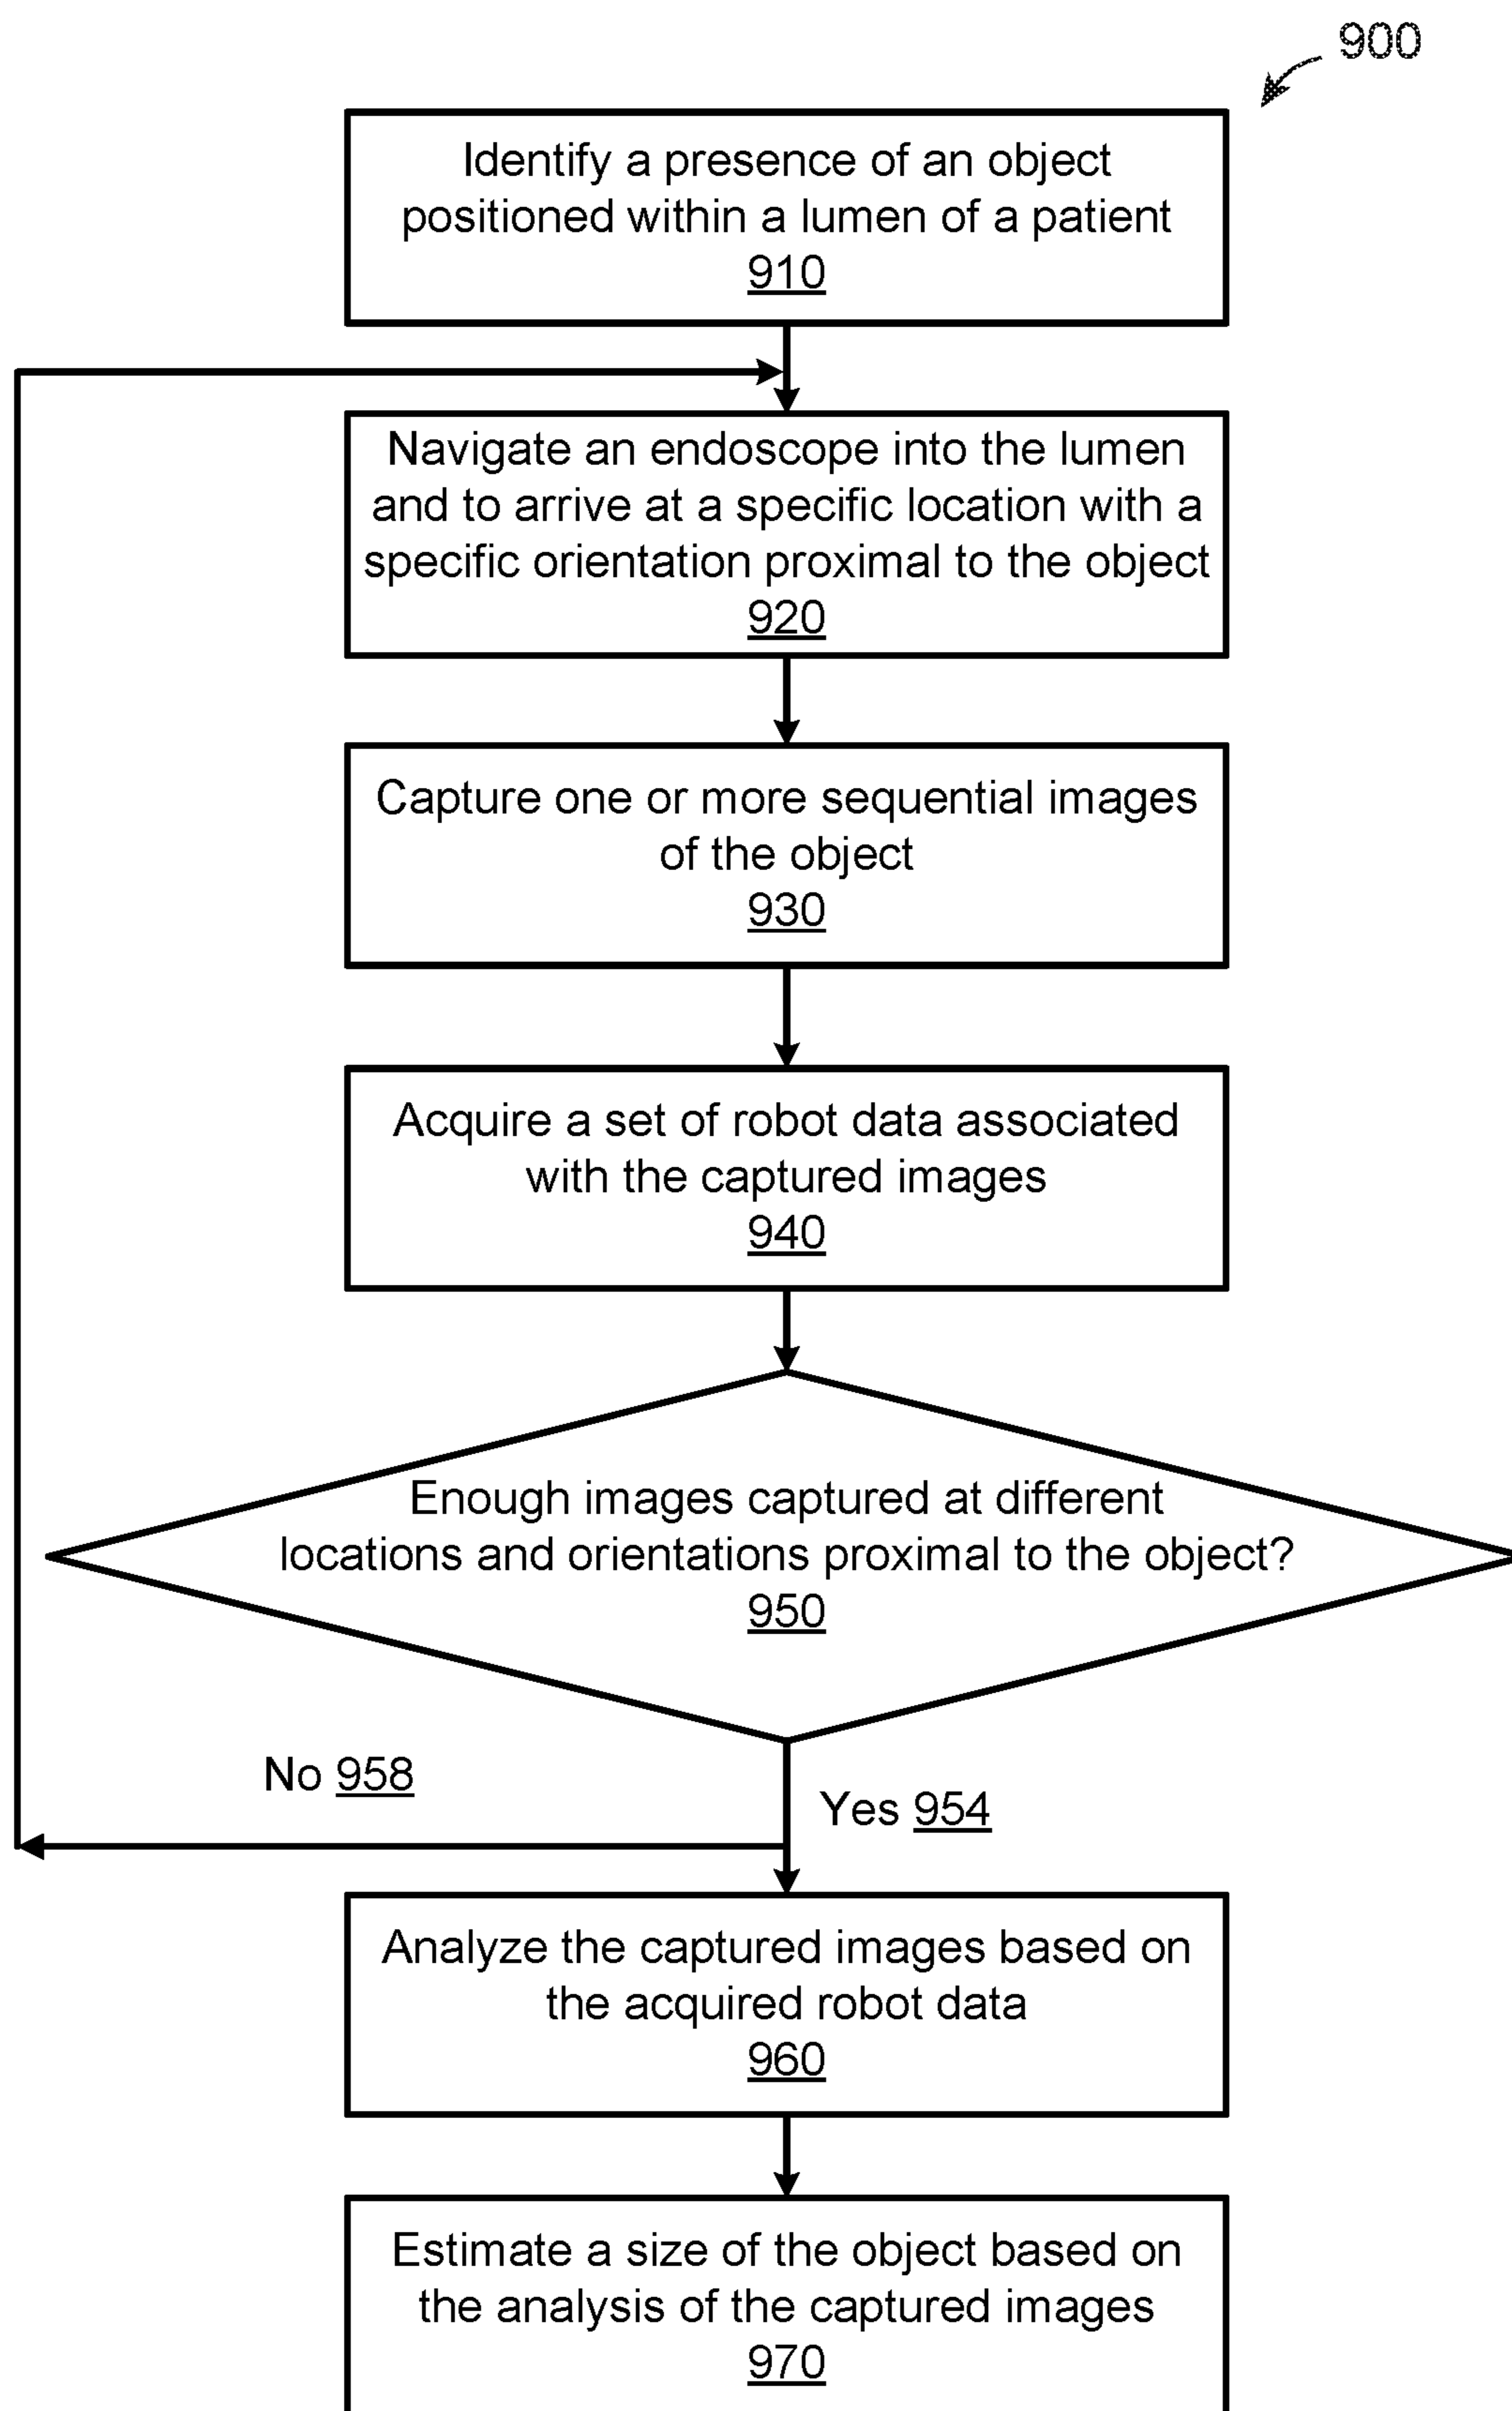 900
Identify a presence of an object
positioned within a lumen of a patient
910
Navigate an endoscope into the lumen
and to arrive at a specific location with a
specific orientation proximal to the object
920
Capture one or more sequential images
of the object
930
Acquire a set of robot data associated
with the captured images
940
Enough images captured at different
locations and orientations proximal to the object?
950
No 958
Yes 954
Analyze the captured images based on
the acquired robot data
960
Estimate a size of the object based on
the analysis of the captured images
970